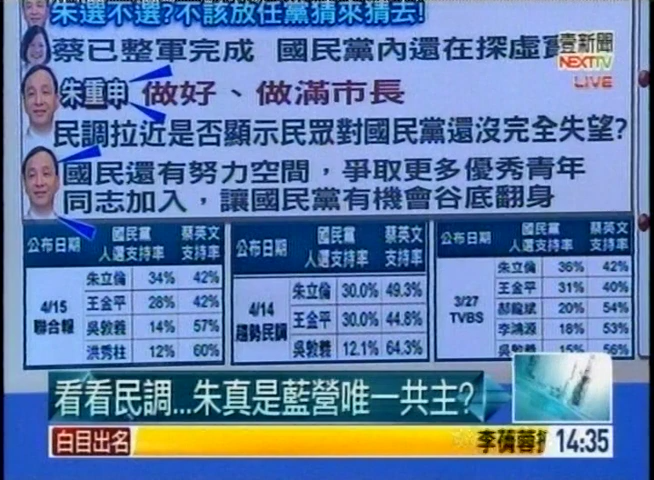 朱選不選?不該放任黨猜來猜去!
蔡已整軍完成 國民黨內還在探虛實
壹新聞
NEXTTV
LIVE
朱重申 做好、做滿市長
民調拉近是否顯示民眾對國民黨還沒完全失望?
國民還有努力空間,爭取更多優秀青年
同志加入,讓國民黨有機會谷底翻身
公布日期 國民黨人選支持率 蔡英文支持率
4/15 聯合報
朱立倫 34% 42%
王金平 28% 42%
吳敦義 14% 57%
洪秀柱 12% 60%
公布日期 國民黨人選支持率 蔡英文支持率
4/14 趨勢民調
朱立倫 30.0% 49.3%
王金平 30.0% 44.8%
吳敦義 12.1% 64.3%
公布日期 國民黨人選支持率 蔡英文支持率
3/27 TVBS
朱立倫 36% 42%
王金平 31% 40%
郝龍斌 20% 54%
李鴻源 18% 53%
吳敦義 15% 56%
看看民調...朱真是藍營唯一共主?
白目出名
李蒨蓉
14:35